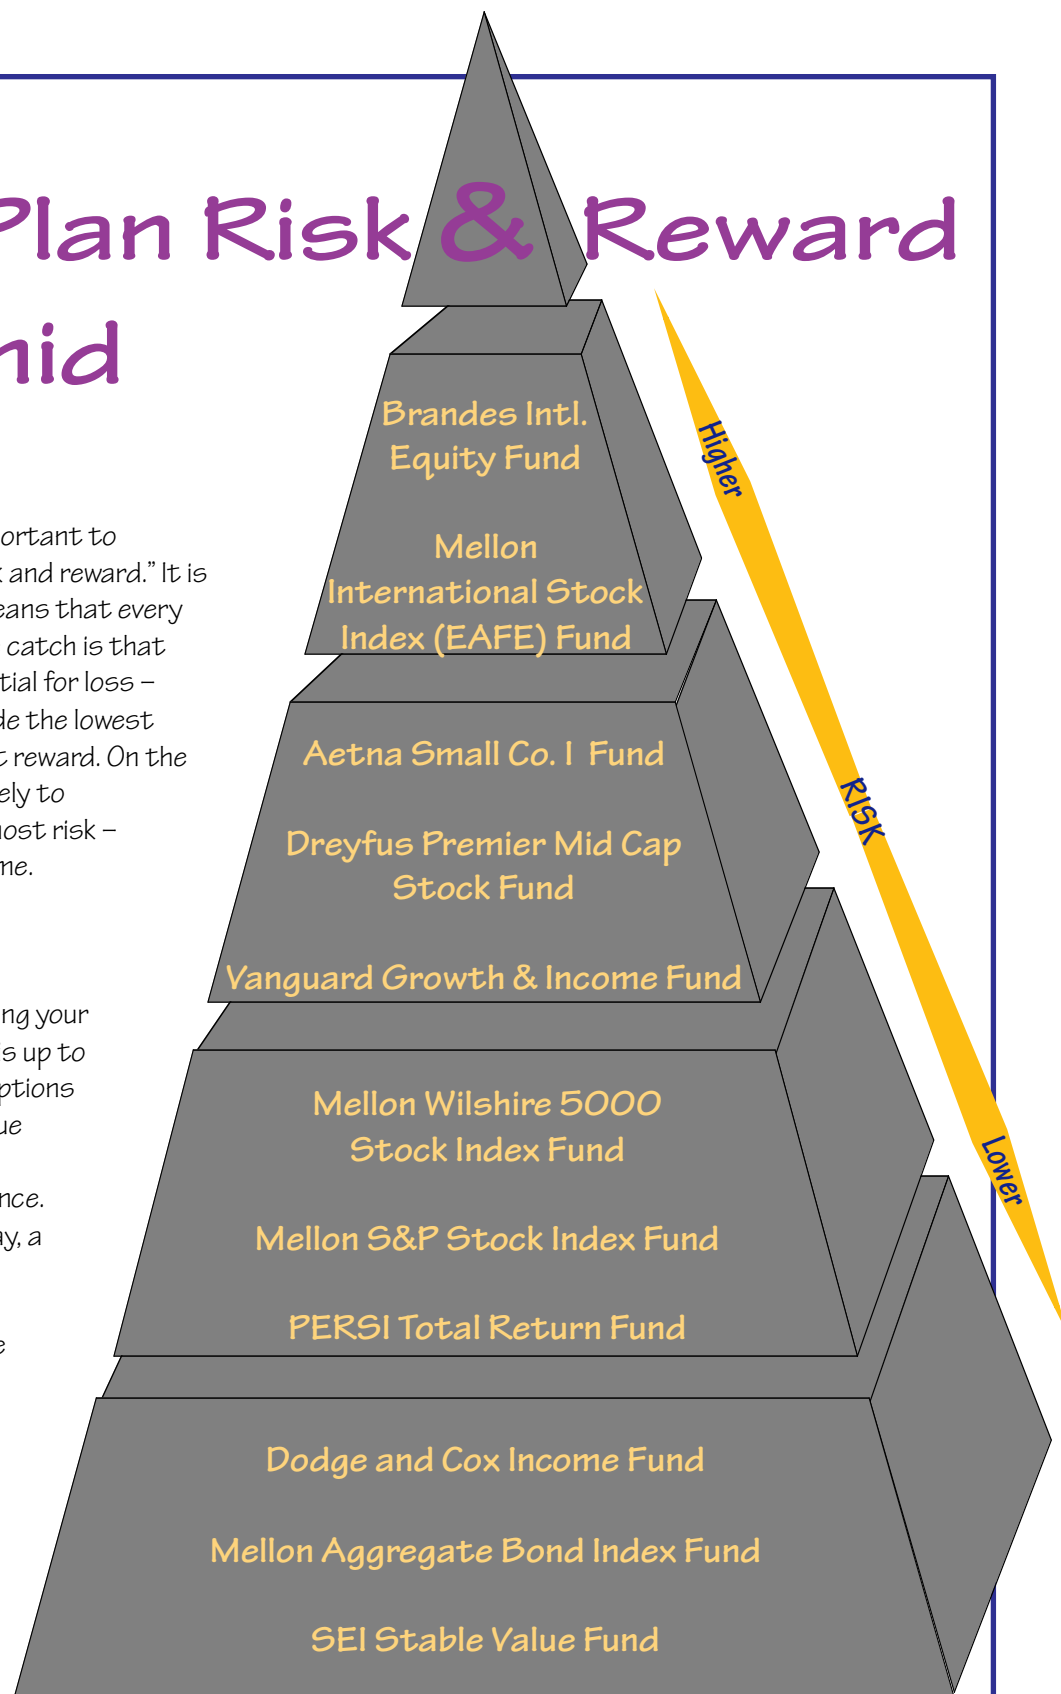 Plan Risk & Reward
mid
ortant to
k and reward.” It is
eans that every
catch is that
tial for loss –
de the lowest
t reward. On the
ely to
most risk –
me.
ng your
s up to
ptions
ue
nce.
ay, a
e
Brandes Intl.
Equity Fund
Mellon
International Stock
Index (EAFE) Fund
Aetna Small Co. I Fund
Dreyfus Premier Mid Cap
Stock Fund
Vanguard Growth & Income Fund
Mellon Wilshire 5000
Stock Index Fund
Mellon S&P Stock Index Fund
PERSI Total Return Fund
Dodge and Cox Income Fund
Mellon Aggregate Bond Index Fund
SEI Stable Value Fund
Higher
RISK
Lower